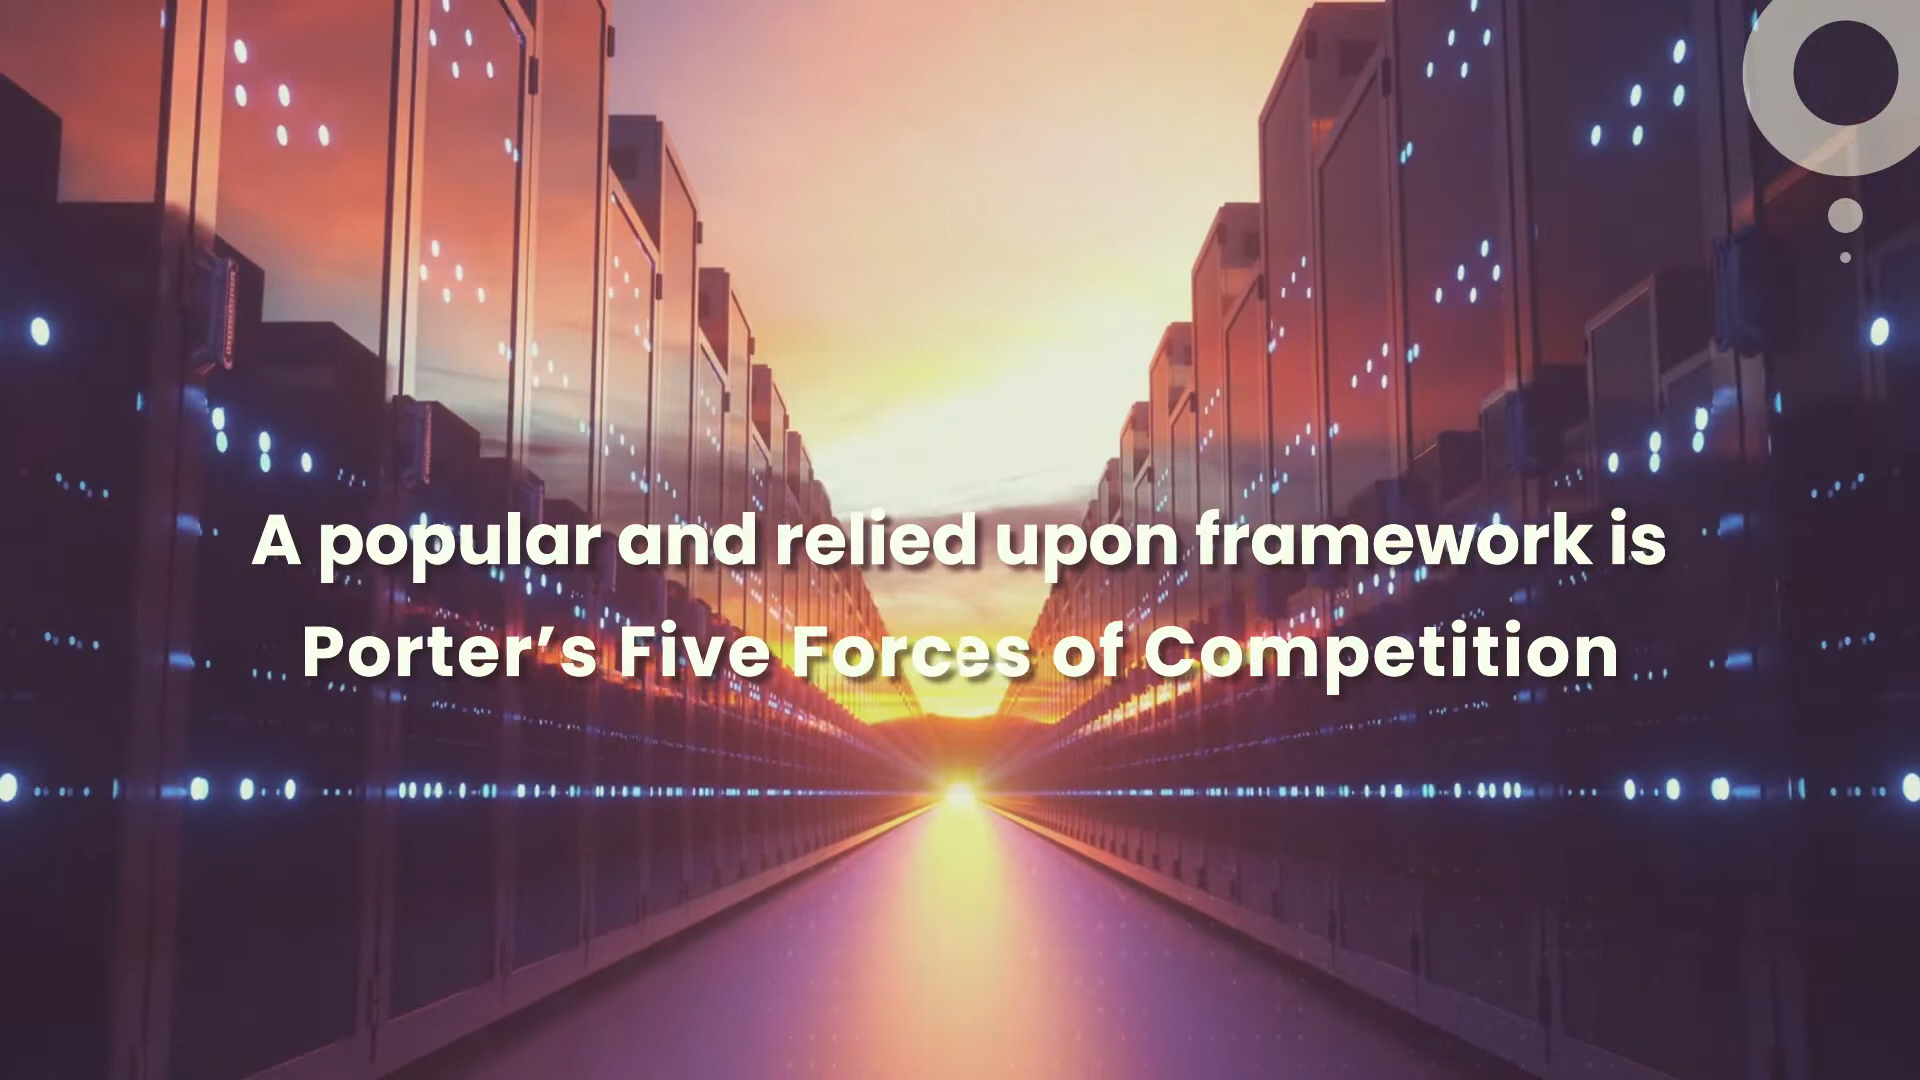 A popular and relied upon framework is
Porter’s Five Forces of Competition